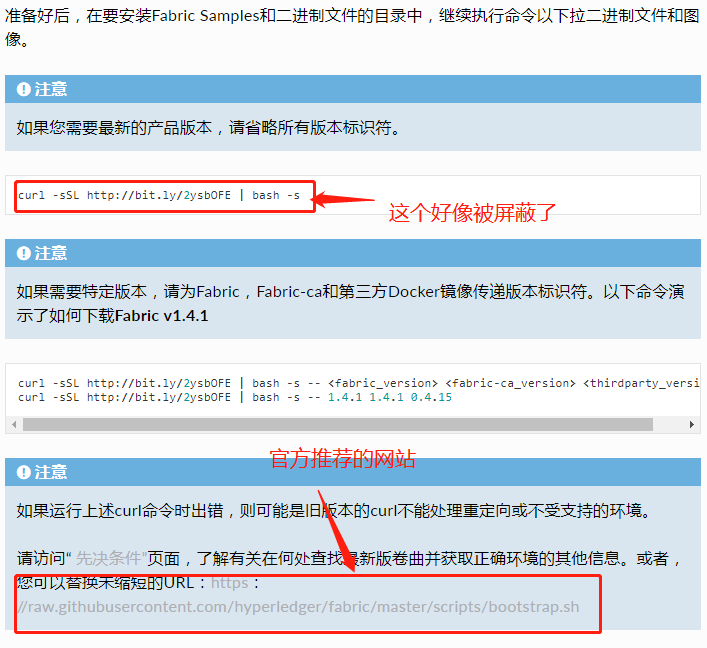 准备好后，在要安装Fabric Samples和二进制文件的目录中，继续执行命令以下拉二进制文件和图
像。
注意
如果您需要最新的产品版本，请省略所有版本标识符。
curl -sSL http://bit.ly/2ysbOFE | bash -s
这个好像被屏蔽了
注意
如果需要特定版本，请为Fabric，Fabric-ca和第三方Docker镜像传递版本标识符。以下命令演
示了如何下载Fabric v1.4.1
curl -sSL http://bit.ly/2ysbOFE | bash -s -- <fabric_version> <fabric-ca_version> <thirdparty_versi
curl -sSL http://bit.ly/2ysbOFE | bash -s -- 1.4.1 1.4.1 0.4.15
官方推荐的网站
注意
如果运行上述curl命令时出错，则可能是旧版本的curl不能处理重定向或不受支持的环境。
请访问“ 先决条件”页面，了解有关在何处查找最新版卷曲并获取正确环境的其他信息。或者，
您可以替换未缩短的URL：https：
//raw.githubusercontent.com/hyperledger/fabric/master/scripts/bootstrap.sh